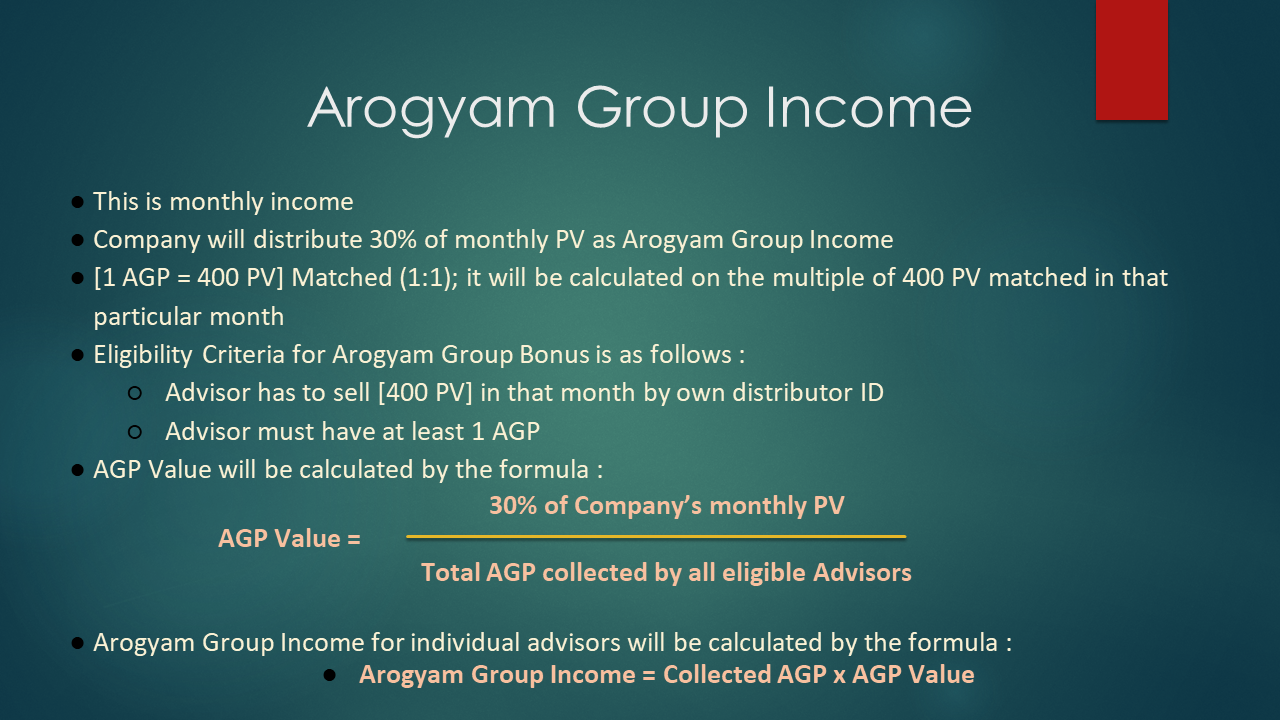 Arogyam Group Income
● This is monthly income
● Company will distribute 30% of monthly PV as Arogyam Group Income
● [1 AGP = 400 PV] Matched (1:1); it will be calculated on the multiple of 400 PV matched in that
particular month
● Eligibility Criteria for Arogyam Group Bonus is as follows :
○ Advisor has to sell [400 PV] in that month by own distributor ID
○ Advisor must have at least 1 AGP
● AGP Value will be calculated by the formula :
30% of Company’s monthly PV
AGP Value =
Total AGP collected by all eligible Advisors
● Arogyam Group Income for individual advisors will be calculated by the formula :
● Arogyam Group Income = Collected AGP x AGP Value